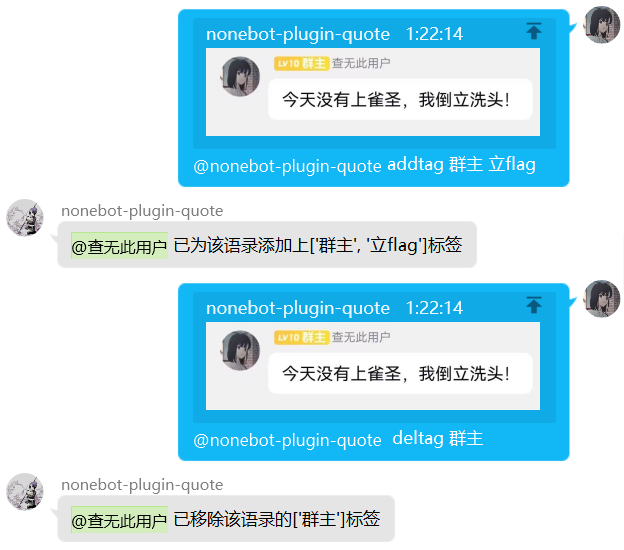 nonebot-plugin-quote 1:22:14
LV10 群主 查无此用户
今天没有上雀圣，我倒立洗头！
@nonebot-plugin-quote addtag 群主 立flag
nonebot-plugin-quote
@查无此用户 已为该语录添加上['群主', '立flag']标签
nonebot-plugin-quote 1:22:14
LV10 群主 查无此用户
今天没有上雀圣，我倒立洗头！
@nonebot-plugin-quote deltag 群主
nonebot-plugin-quote
@查无此用户 已移除该语录的['群主']标签